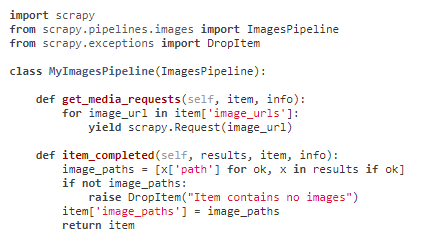 import scrapy
from scrapy.pipelines.images import ImagesPipeline
from scrapy.exceptions import DropItem

class MyImagesPipeline(ImagesPipeline):

    def get_media_requests(self, item, info):
        for image_url in item['image_urls']:
            yield scrapy.Request(image_url)

    def item_completed(self, results, item, info):
        image_paths = [x['path'] for ok, x in results if ok]
        if not image_paths:
            raise DropItem("Item contains no images")
        item['image_paths'] = image_paths
        return item